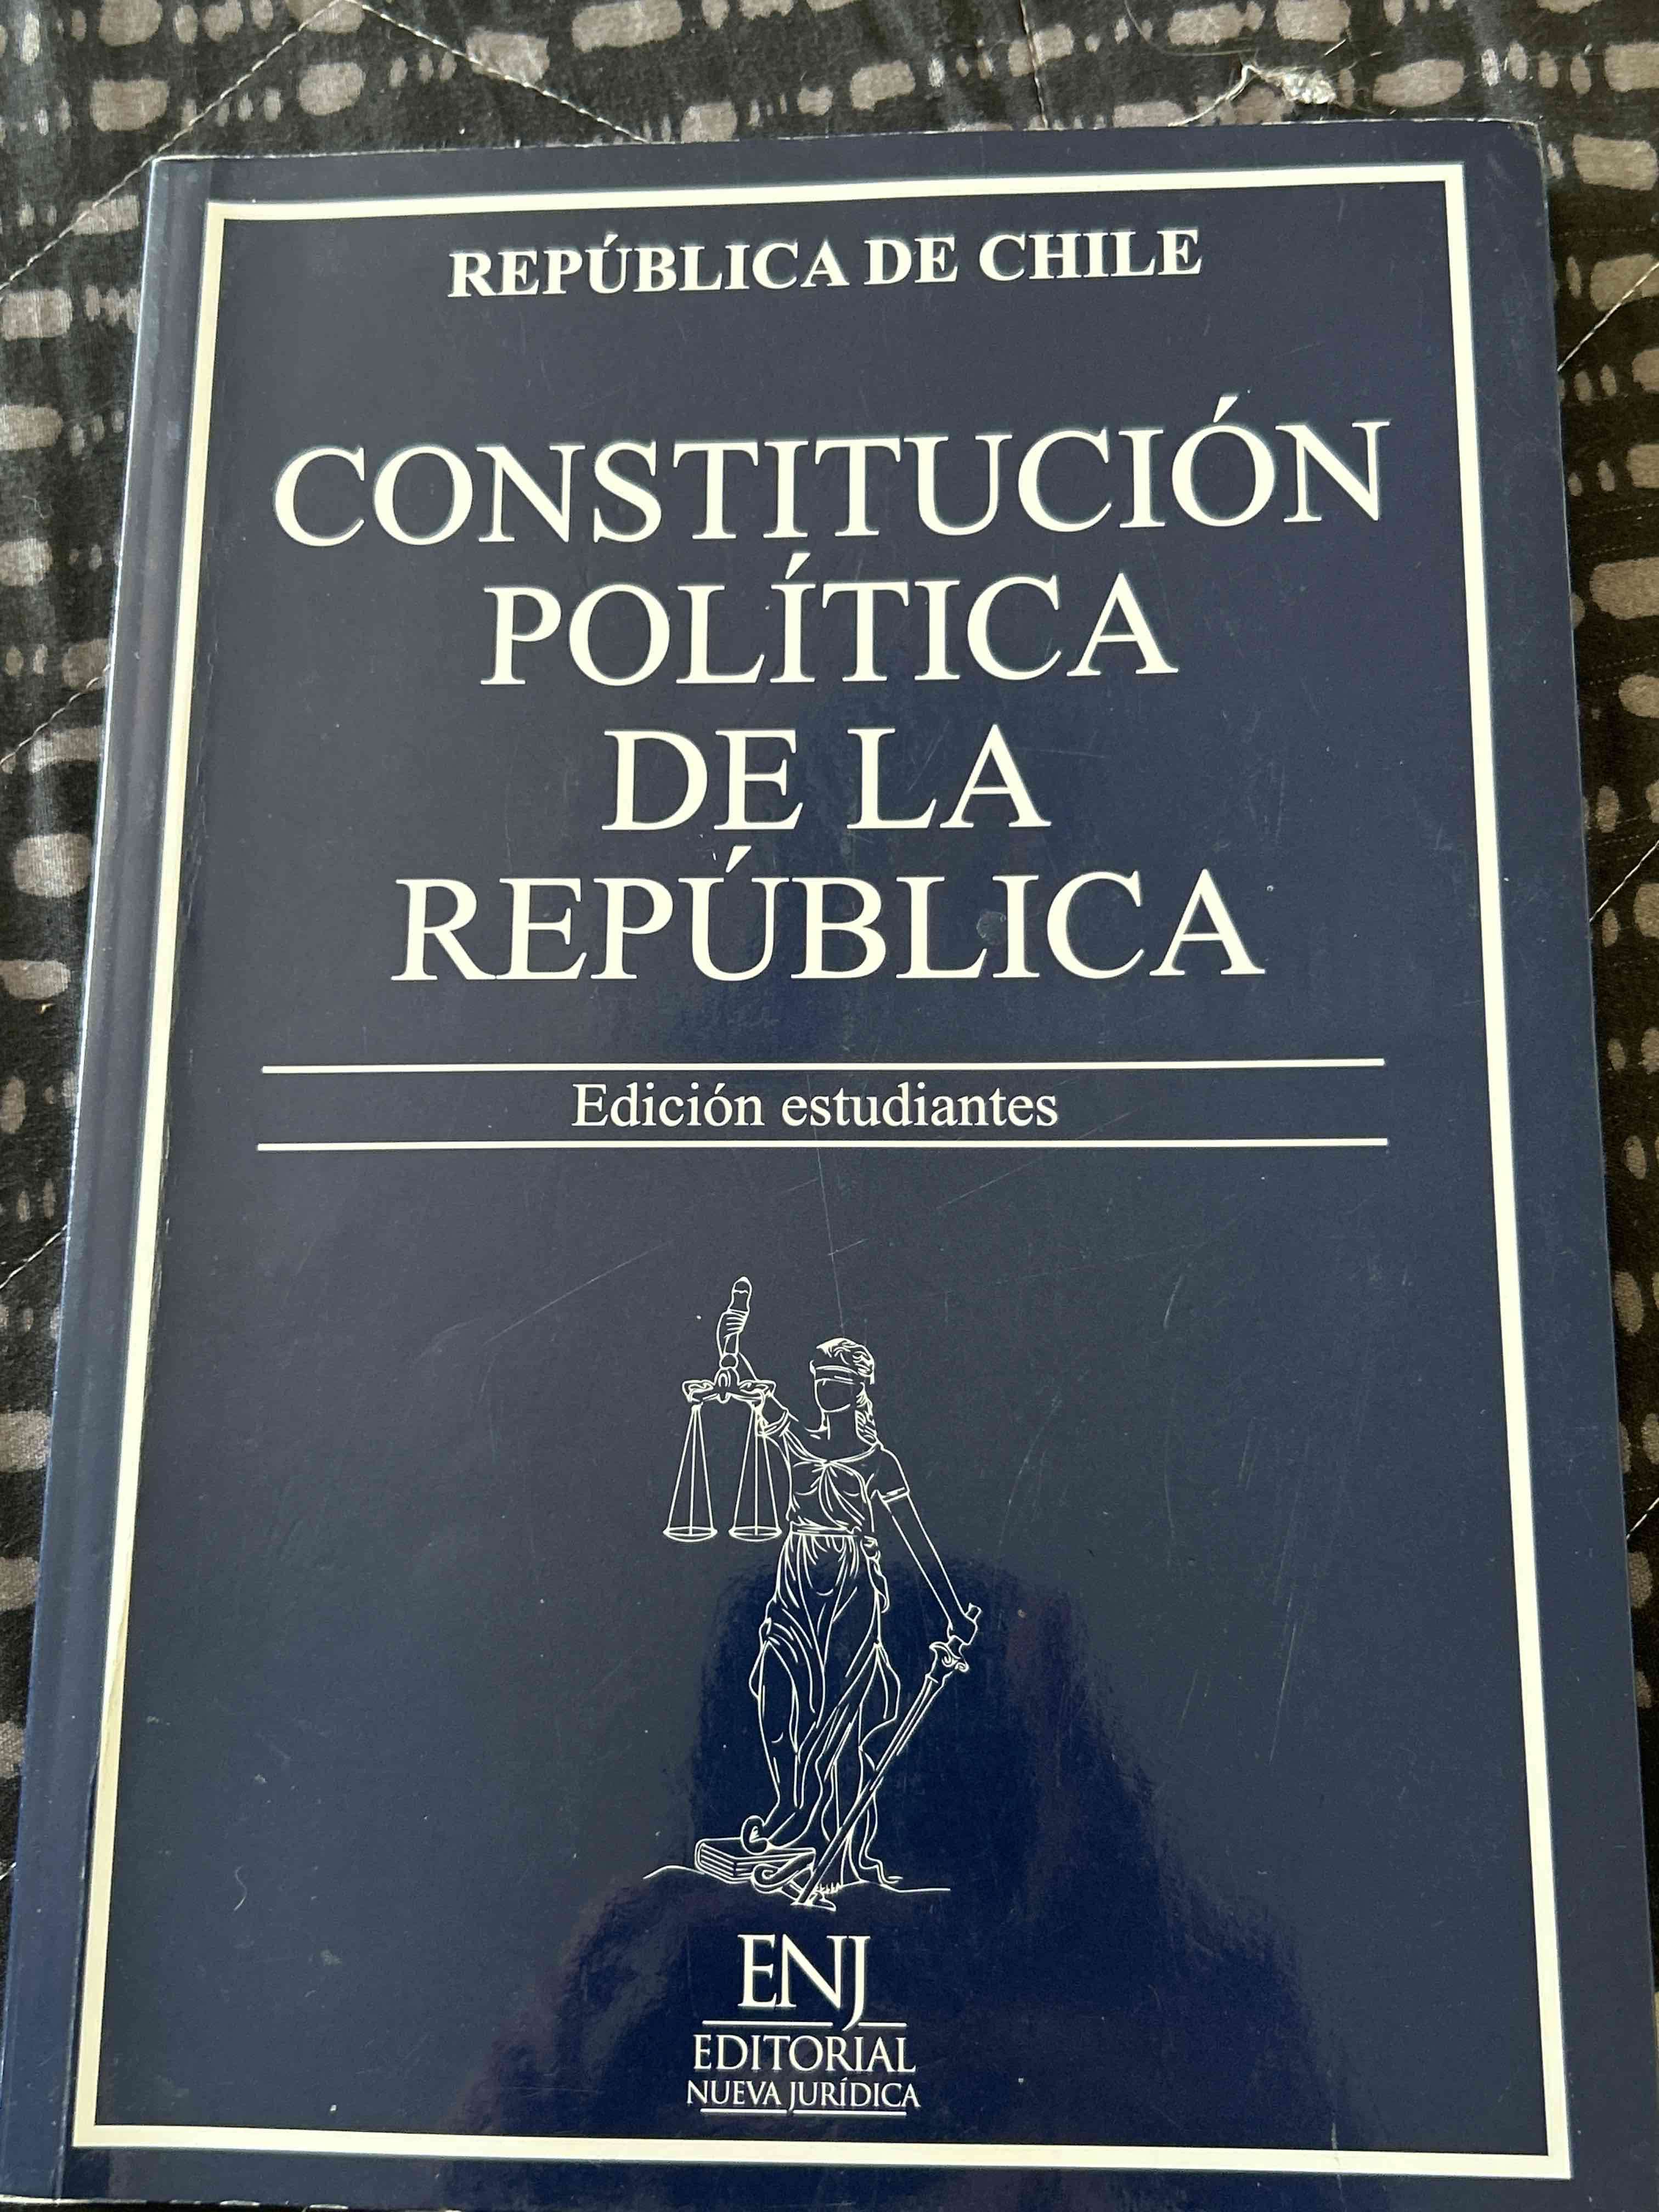 REPÚBLICA DE CHILE
CONSTITUCIÓN
POLÍTICA
DE LA
REPÚBLICA
Edición estudiantes
ENJ
EDITORIAL
NUEVA JURÍDICA